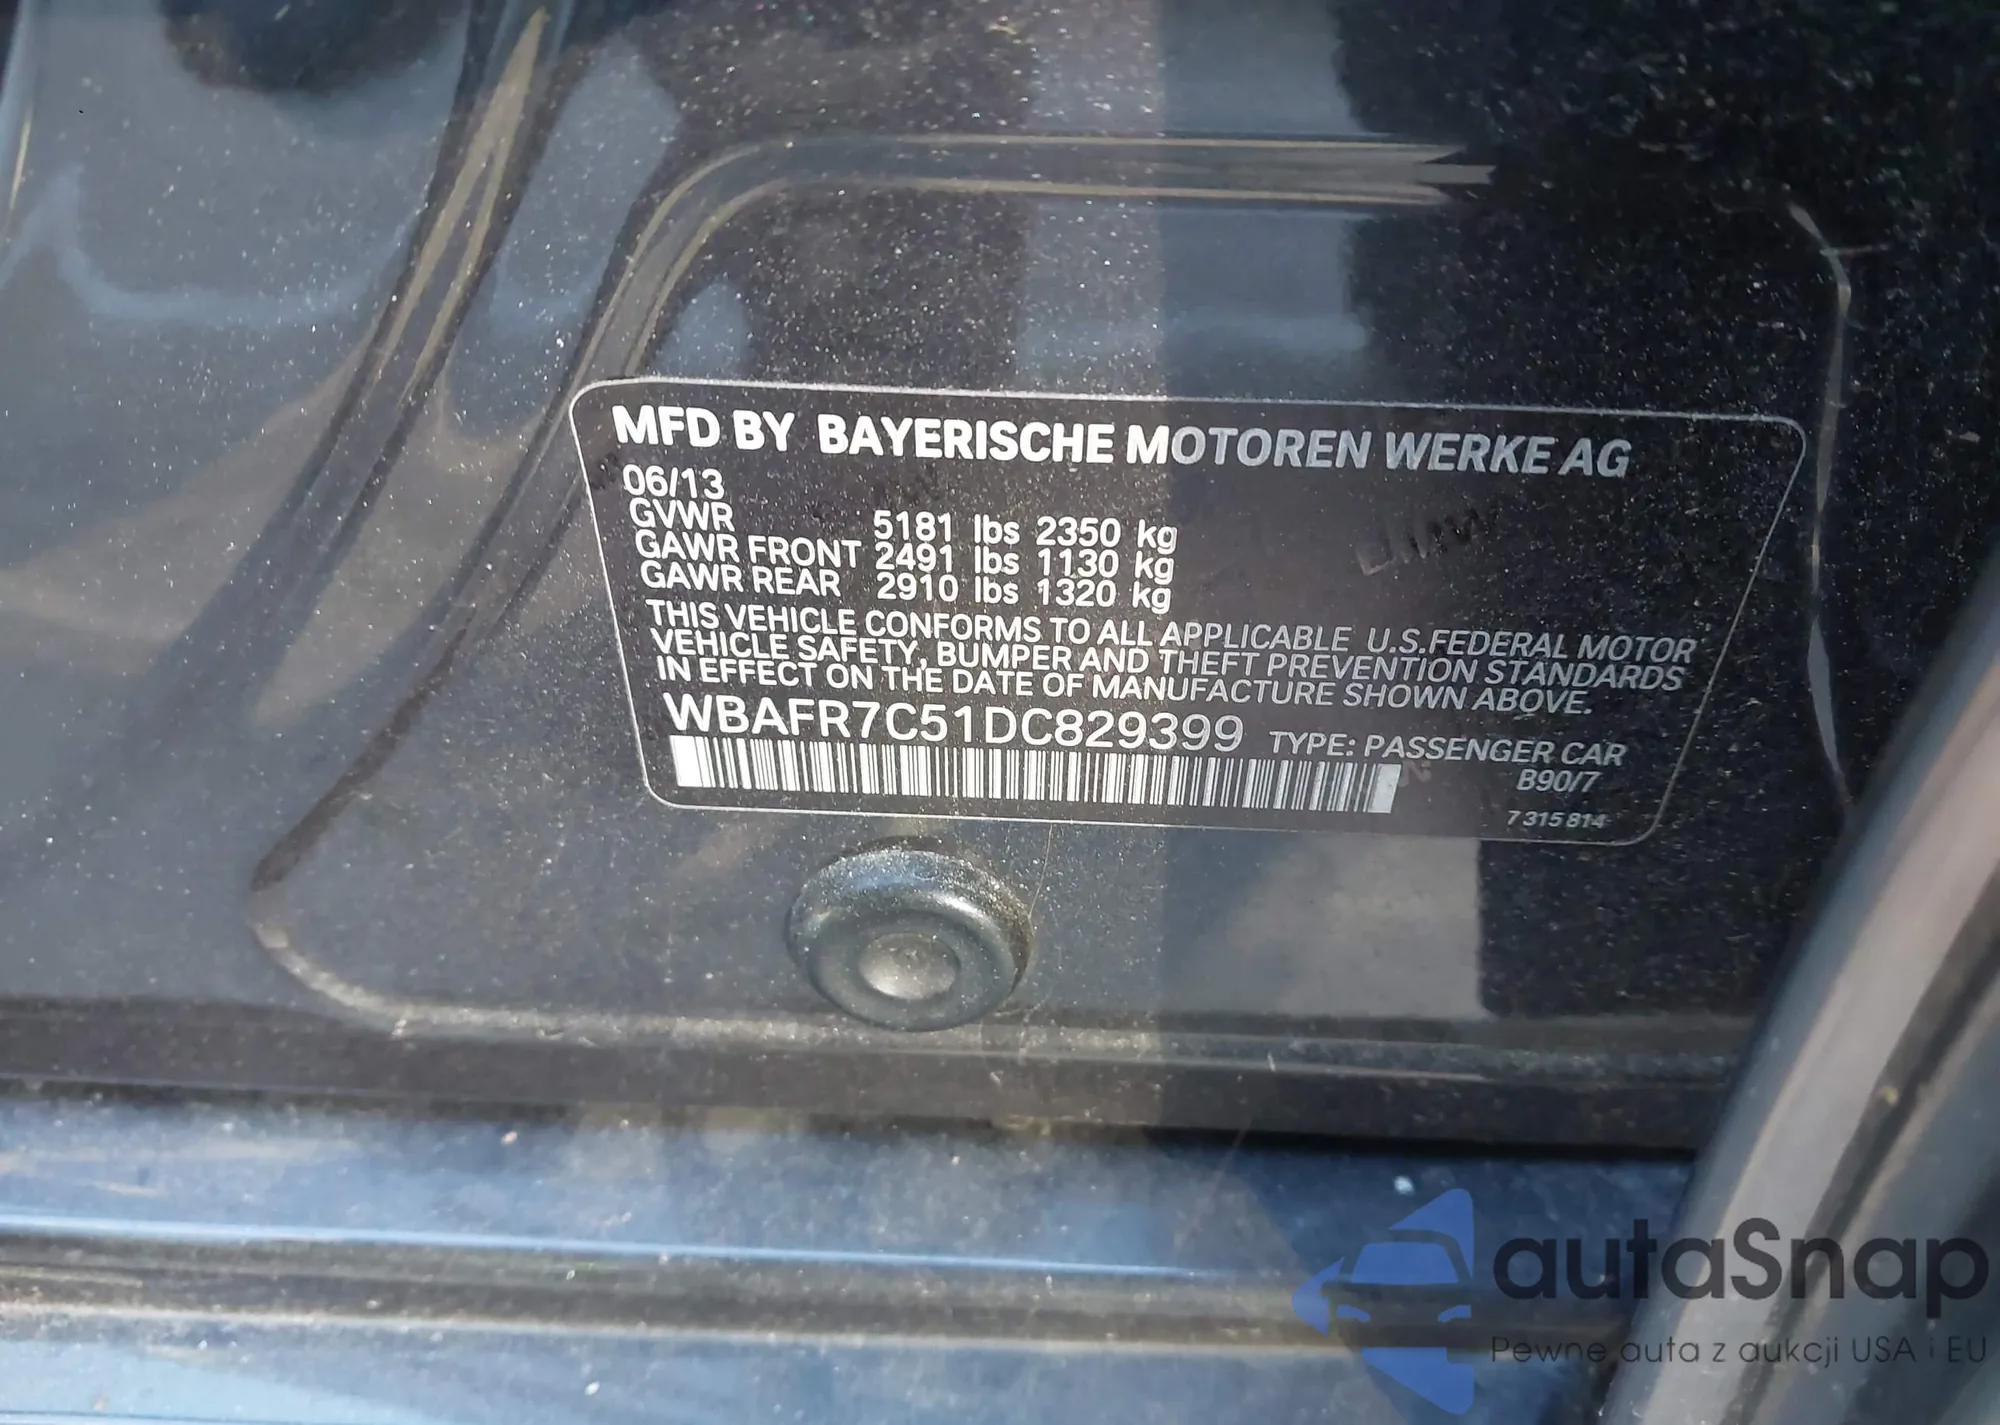 MFD BY BAYERISCHE MOTOREN WERKE AG
06/13
GVWR 5181 lbs 2350 kg
GAWR FRONT 2491 lbs 1130 kg
GAWR REAR 2910 lbs 1320 kg
THIS VEHICLE CONFORMS TO ALL APPLICABLE U.S.FEDERAL MOTOR
VEHICLE SAFETY, BUMPER AND THEFT PREVENTION STANDARDS
IN EFFECT ON THE DATE OF MANUFACTURE SHOWN ABOVE.
WBAFR7C51DC829399 TYPE: PASSENGER CAR
B90/7
7 315 814
autaSnap
Pewne auta z aukcji USA i EU